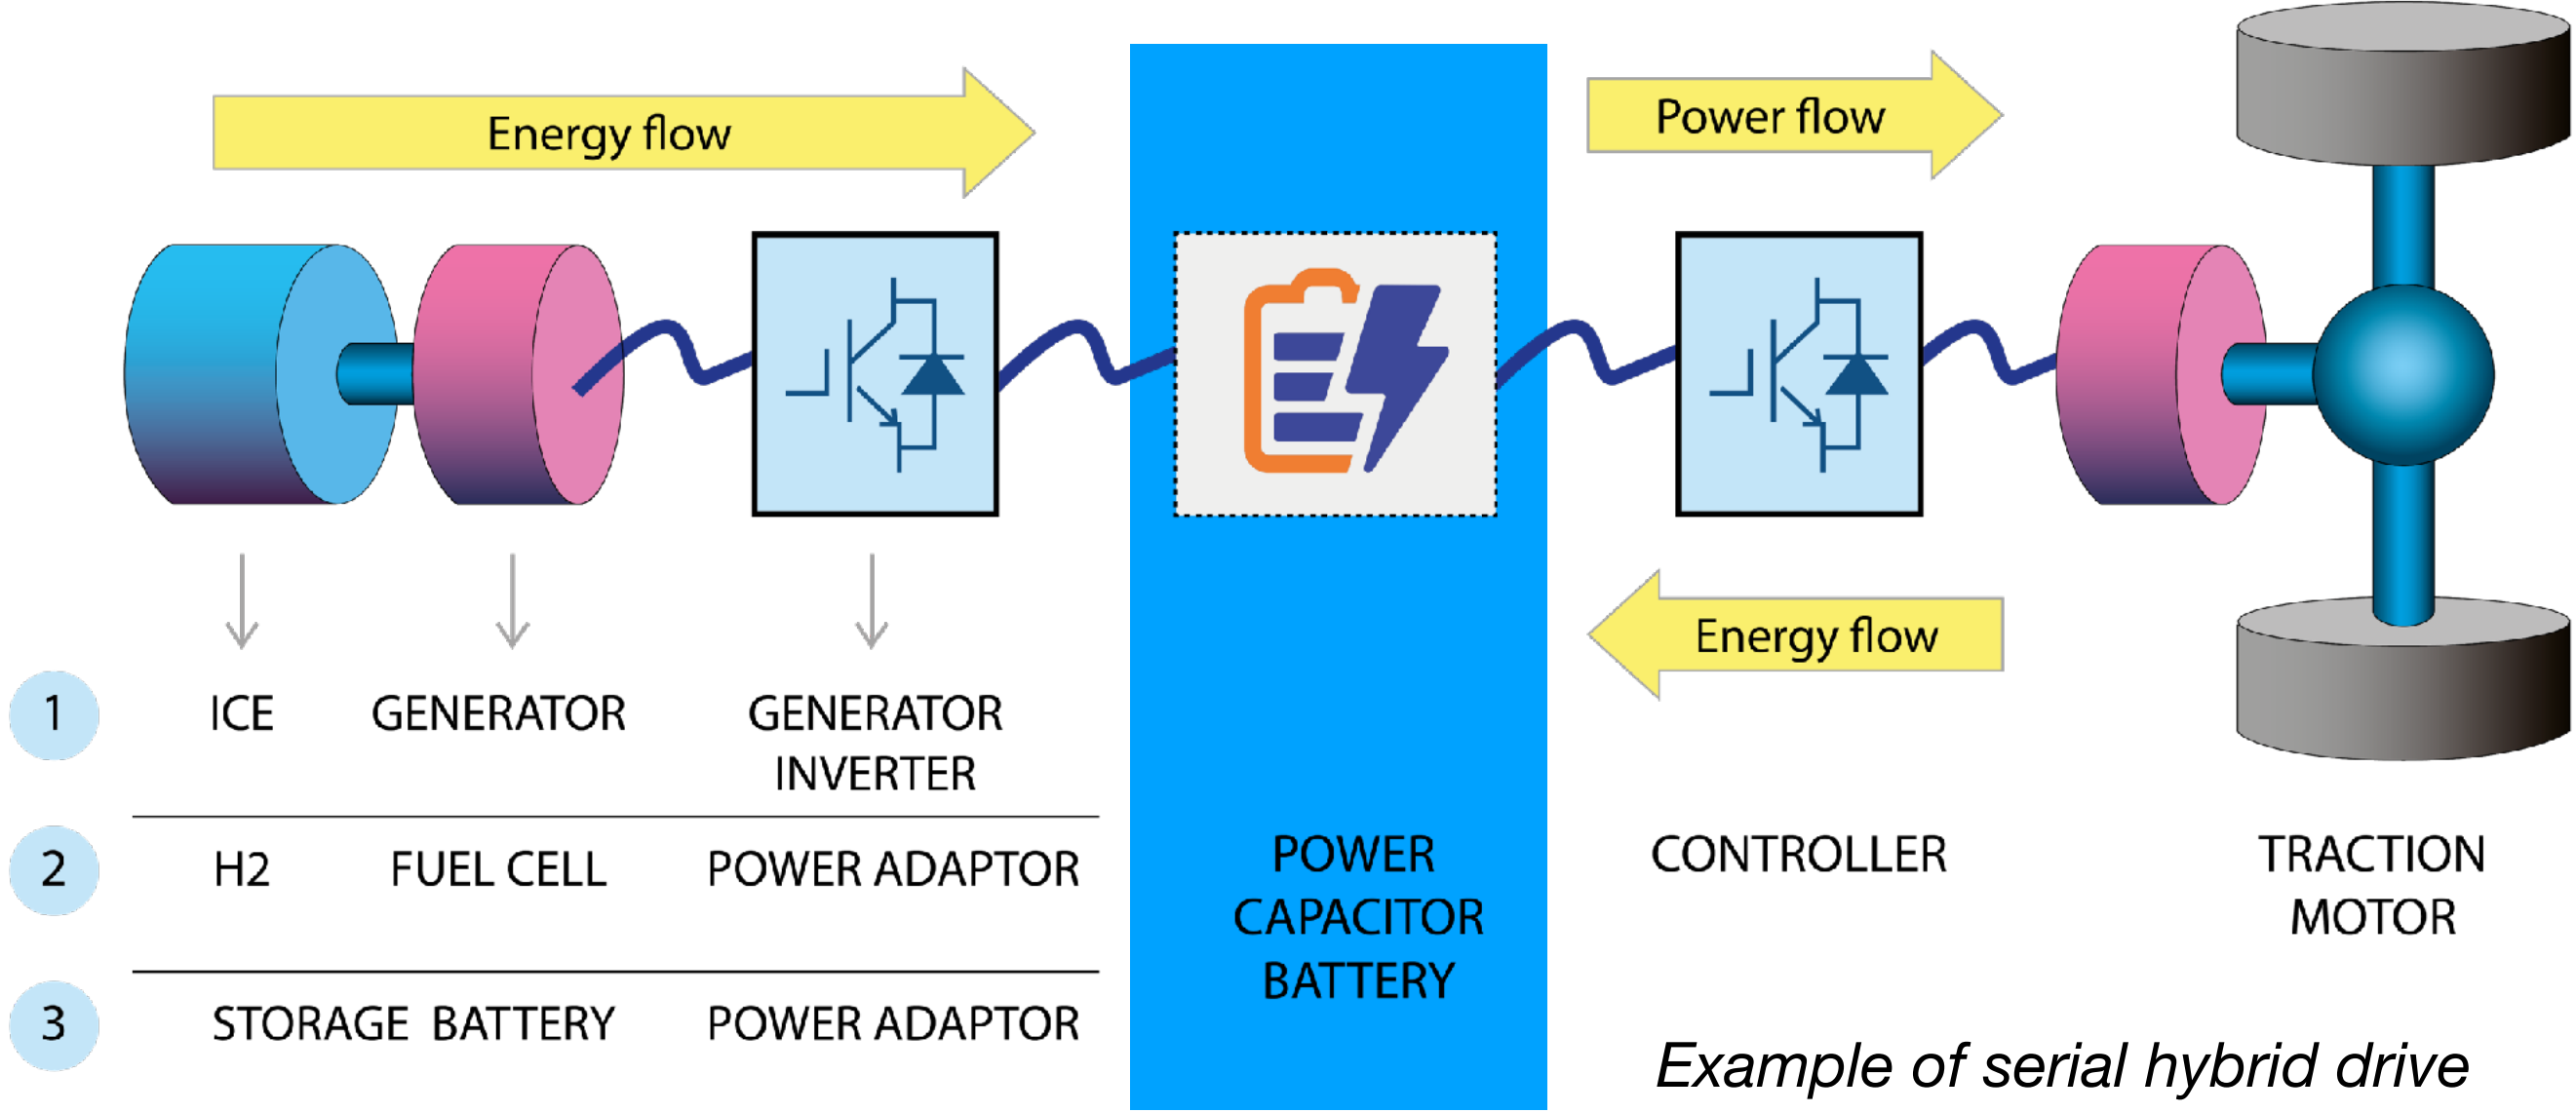 Energy flow
Power flow
Energy flow
1
ICE
GENERATOR
GENERATOR
INVERTER
2
H2
FUEL CELL
POWER ADAPTOR
3
STORAGE BATTERY
POWER ADAPTOR
POWER
CAPACITOR
BATTERY
CONTROLLER
TRACTION
MOTOR
Example of serial hybrid drive